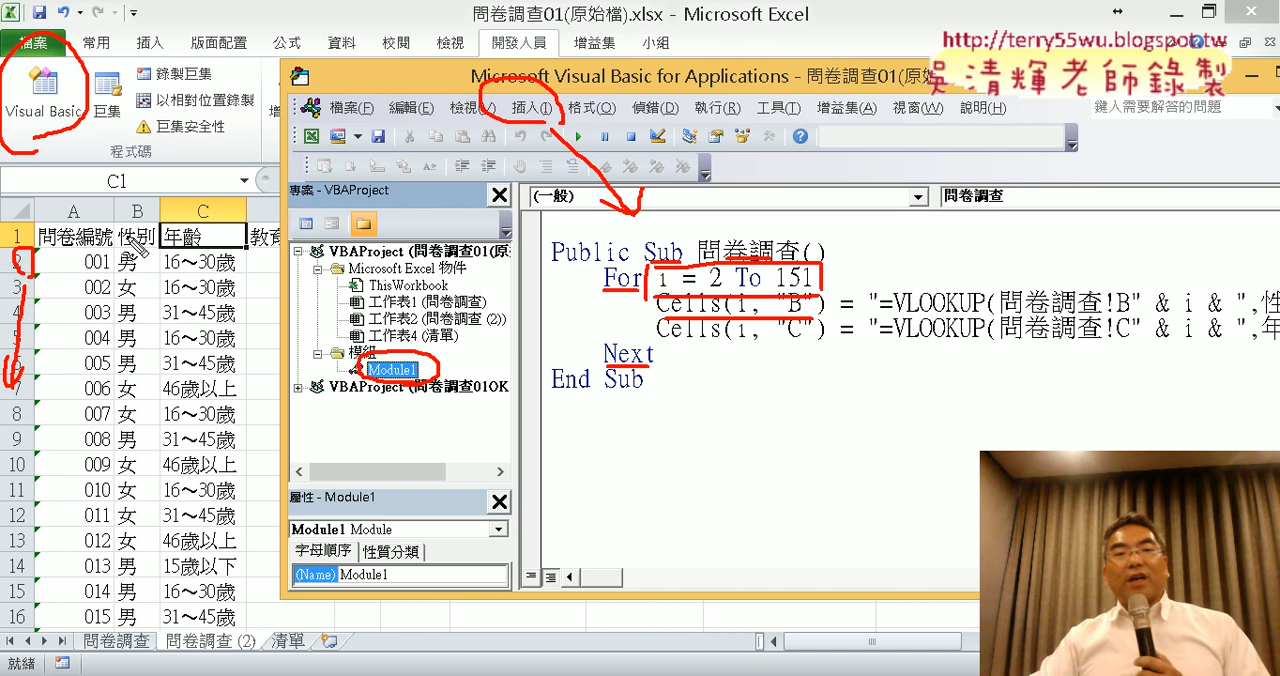 問卷調查01(原始檔).xlsx - Microsoft Excel
檔案 常用 插入 版面配置 公式 資料 校閱 檢視 開發人員 增益集 小組
http://terry55wu.blogspot.tw
吳清輝老師錄製
Visual Basic 巨集 錄製巨集
以相對位置錄製
巨集安全性
程式碼
Microsoft Visual Basic for Applications - 問卷調查01(原始
檔案(F) 編輯(E) 檢視(V) 插入(I) 格式(O) 偵錯(D) 執行(R) 工具(T) 增益集(A) 視窗(W) 說明(H) 鍵入需要解答的問題
C1
專案 - VBAProject
(一般) 問卷調查
A B C
1 問卷編號 性別 年齡 教育
2 001 男 16～30歲
3 002 女 16～30歲
4 003 男 31～45歲
5 004 男 16～30歲
6 005 男 31～45歲
7 006 女 46歲以上
8 007 女 16～30歲
9 008 男 31～45歲
10 009 女 46歲以上
11 010 女 16～30歲
12 011 女 31～45歲
13 012 女 46歲以上
14 013 男 15歲以下
15 014 男 16～30歲
16 015 男 31～45歲
VBAProject (問卷調查01(原
Microsoft Excel 物件
ThisWorkbook
工作表1 (問卷調查)
工作表2 (問卷調查 (2))
工作表4 (清單)
模組
Module1
VBAProject (問卷調查01OK
屬性 - Module1
Module1 Module
字母順序 性質分類
(Name) Module1
Public Sub 問卷調查()
For i = 2 To 151
Cells(i, "B") = "=VLOOKUP(問卷調查!B" & i & ",性
Cells(i, "C") = "=VLOOKUP(問卷調查!C" & i & ",年
Next
End Sub
問卷調查 問卷調查 (2) 清單
就緒